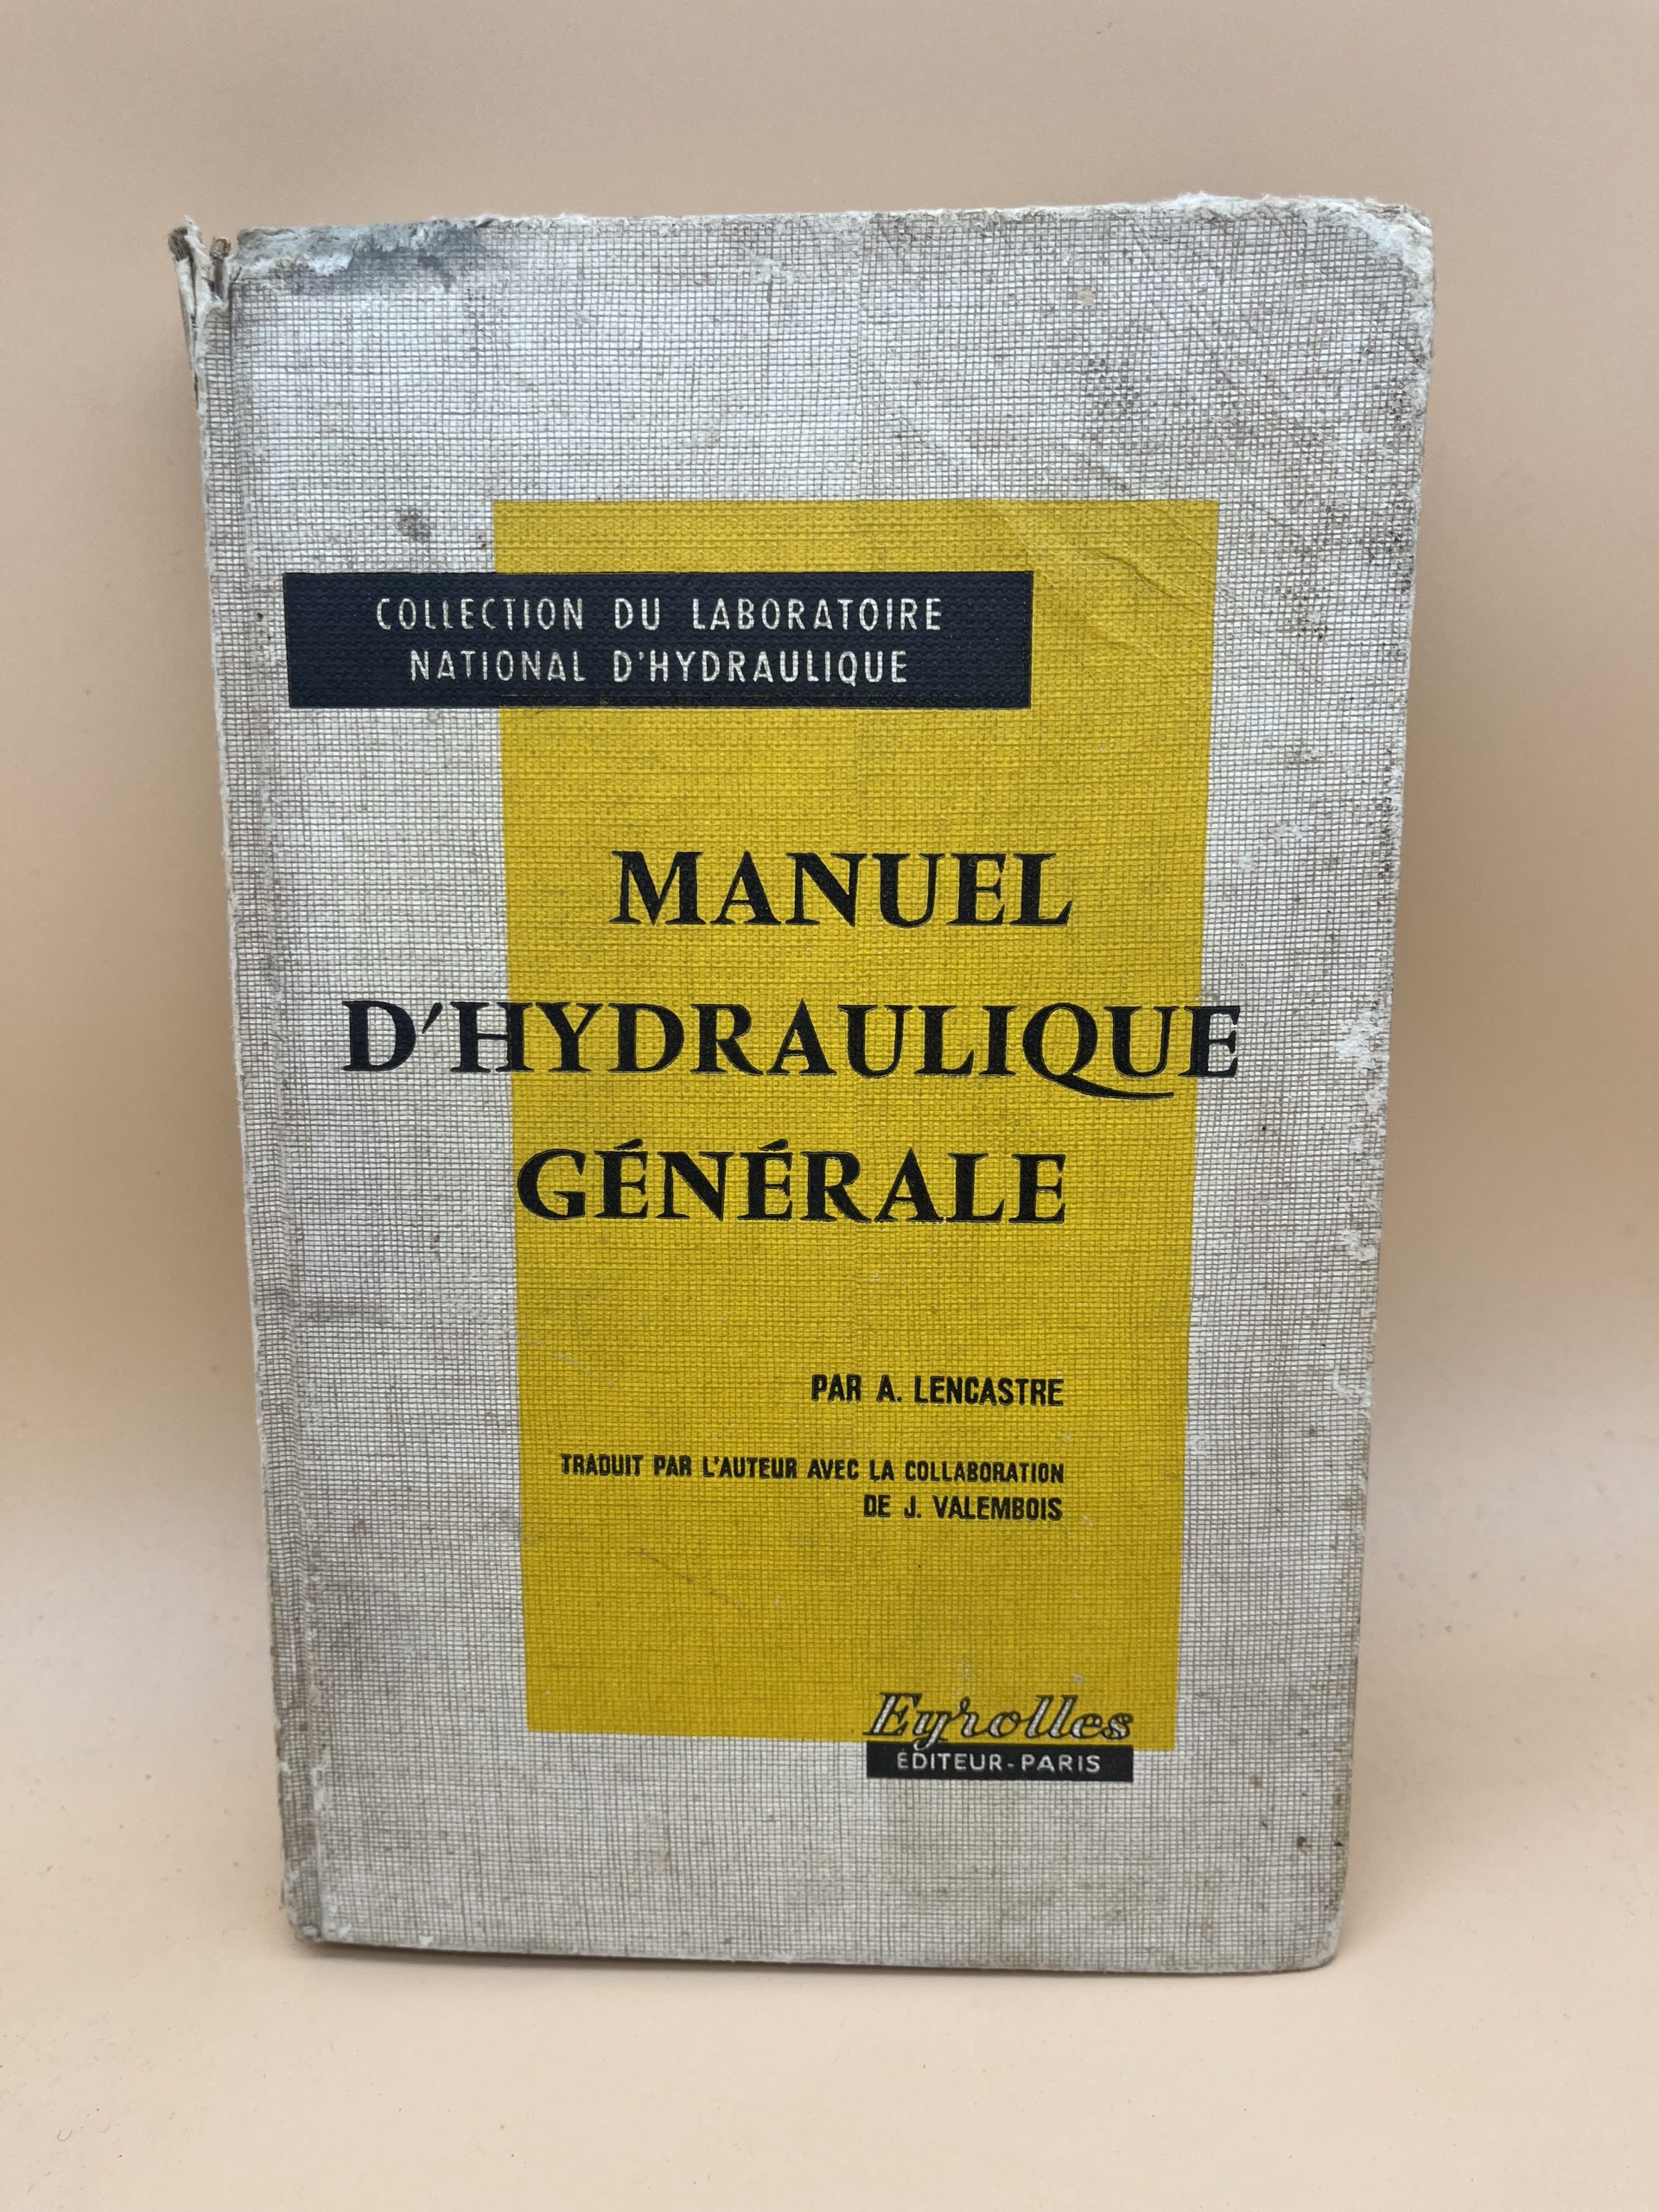 COLLECTION DU LABORATOIRE
NATIONAL D'HYDRAULIQUE
MANUEL
D'HYDRAULIQUE
GÉNÉRALE
PAR A. LENCASTRE
TRADUIT PAR L'AUTEUR AVEC LA COLLABORATION
DE J. VALEMBOIS
Eyrolles
ÉDITEUR-PARIS